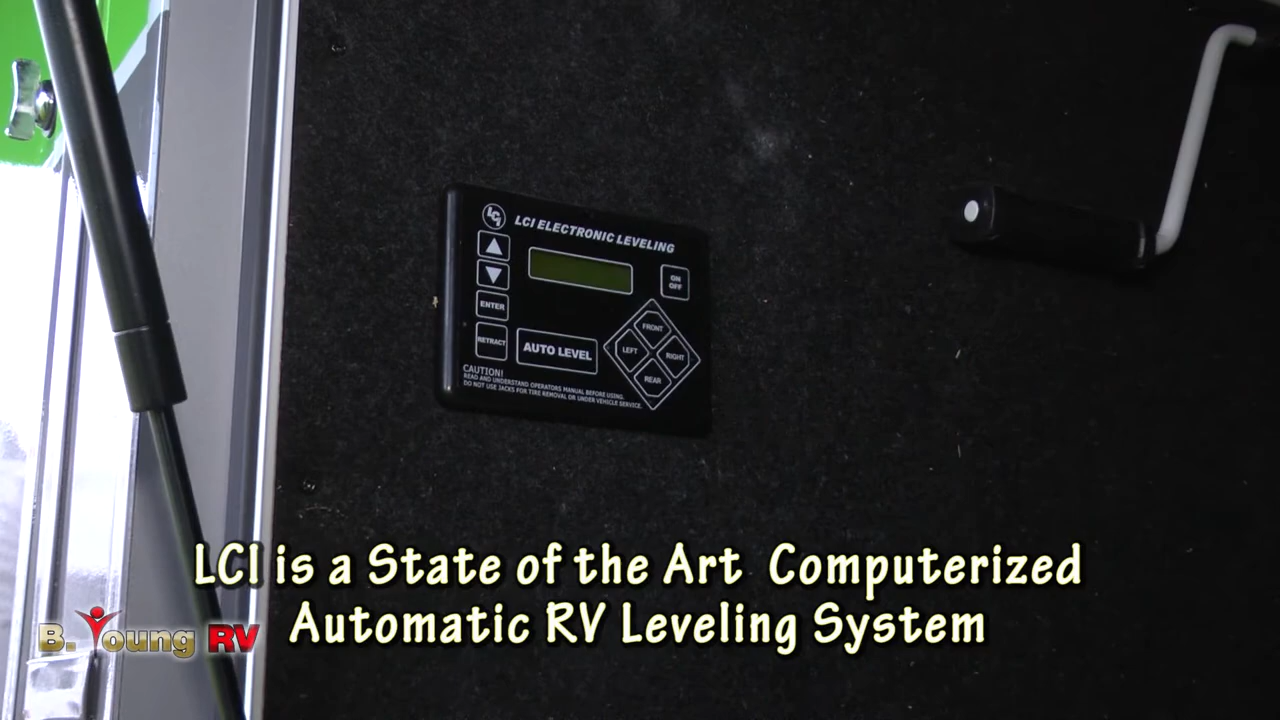 LCI
LCI ELECTRONIC LEVELING
ON
OFF
ENTER
RETRACT
AUTO LEVEL
FRONT
LEFT
RIGHT
REAR
CAUTION!
READ AND UNDERSTAND OPERATORS MANUAL BEFORE USING.
DO NOT USE JACKS FOR TIRE REMOVAL OR UNDER VEHICLE SERVICE.
LCI is a State of the Art Computerized
Automatic RV Leveling System
B. Young RV